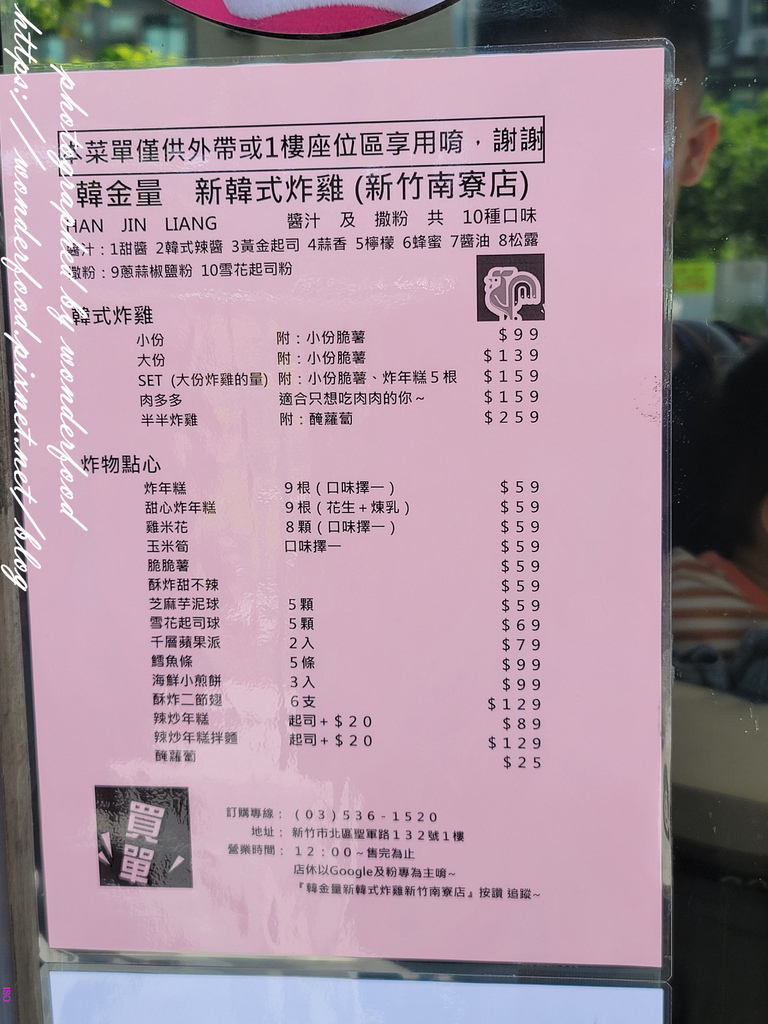 本菜單僅供外帶或1樓座位區享用唷，謝謝
韓金量 新韓式炸雞(新竹南寮店)
HAN JIN LIANG 醬汁 及 撒粉 共 10種口味
醬汁：1甜醬 2韓式辣醬 3黃金起司 4蒜香 5檸檬 6蜂蜜 7醬油 8松露
撒粉：9蔥蒜椒鹽粉 10雪花起司粉
韓式炸雞
小份 附：小份脆薯 $99
大份 附：小份脆薯 $139
SET (大份炸雞的量) 附：小份脆薯、炸年糕5根 $159
肉多多 適合只想吃肉肉的你~ $159
半半炸雞 附：醃蘿蔔 $259
炸物點心
炸年糕 9根(口味擇一) $59
甜心炸年糕 9根(花生+煉乳) $59
雞米花 8顆(口味擇一) $59
玉米筍 口味擇一 $59
脆脆薯 $59
酥炸甜不辣 $59
芝麻芋泥球 5顆 $59
雪花起司球 5顆 $69
千層蘋果派 2入 $79
鱈魚條 5條 $99
海鮮小煎餅 3入 $99
酥炸二節翅 6支 $129
辣炒年糕 起司+$20 $89
辣炒年糕拌麵 起司+$20 $129
醃蘿蔔 $25
買單
訂購專線：(03)536-1520
地址：新竹市北區聖軍路132號1樓
營業時間：12:00~售完為止
店休以Google及粉專為主唷~
『韓金量新韓式炸雞新竹南寮店』按讚 追蹤~
photographed by wonderfood
https://wonderfood.pixnet.net/blog